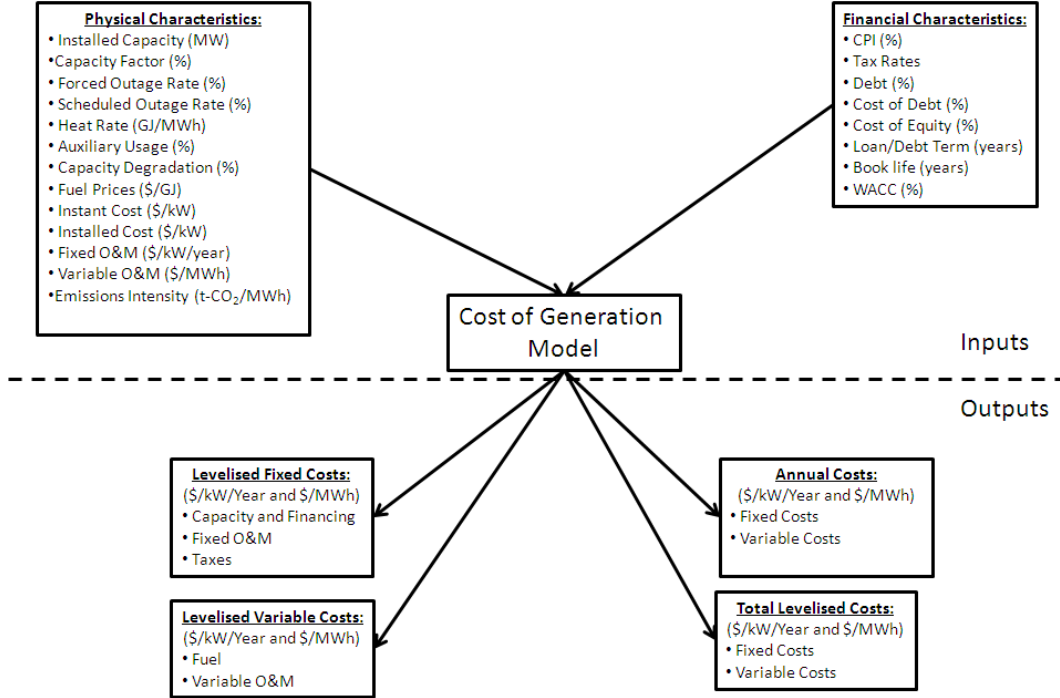 Physical Characteristics:
• Installed Capacity (MW)
•Capacity Factor (%)
• Forced Outage Rate (%)
• Scheduled Outage Rate (%)
• Heat Rate (GJ/MWh)
• Auxiliary Usage (%)
• Capacity Degradation (%)
• Fuel Prices ($/GJ)
• Instant Cost ($/kW)
• Installed Cost ($/kW)
• Fixed O&M ($/kW/year)
• Variable O&M ($/MWh)
•Emissions Intensity (t-CO₂/MWh)
Financial Characteristics:
• CPI (%)
• Tax Rates
• Debt (%)
• Cost of Debt (%)
• Cost of Equity (%)
• Loan/Debt Term (years)
• Book life (years)
• WACC (%)
Cost of Generation
Model
Inputs
Outputs
Levelised Fixed Costs:
($/kW/Year and $/MWh)
• Capacity and Financing
• Fixed O&M
• Taxes
Annual Costs:
($/kW/Year and $/MWh)
• Fixed Costs
• Variable Costs
Levelised Variable Costs:
($/kW/Year and $/MWh)
• Fuel
• Variable O&M
Total Levelised Costs:
($/kW/Year and $/MWh)
• Fixed Costs
• Variable Costs